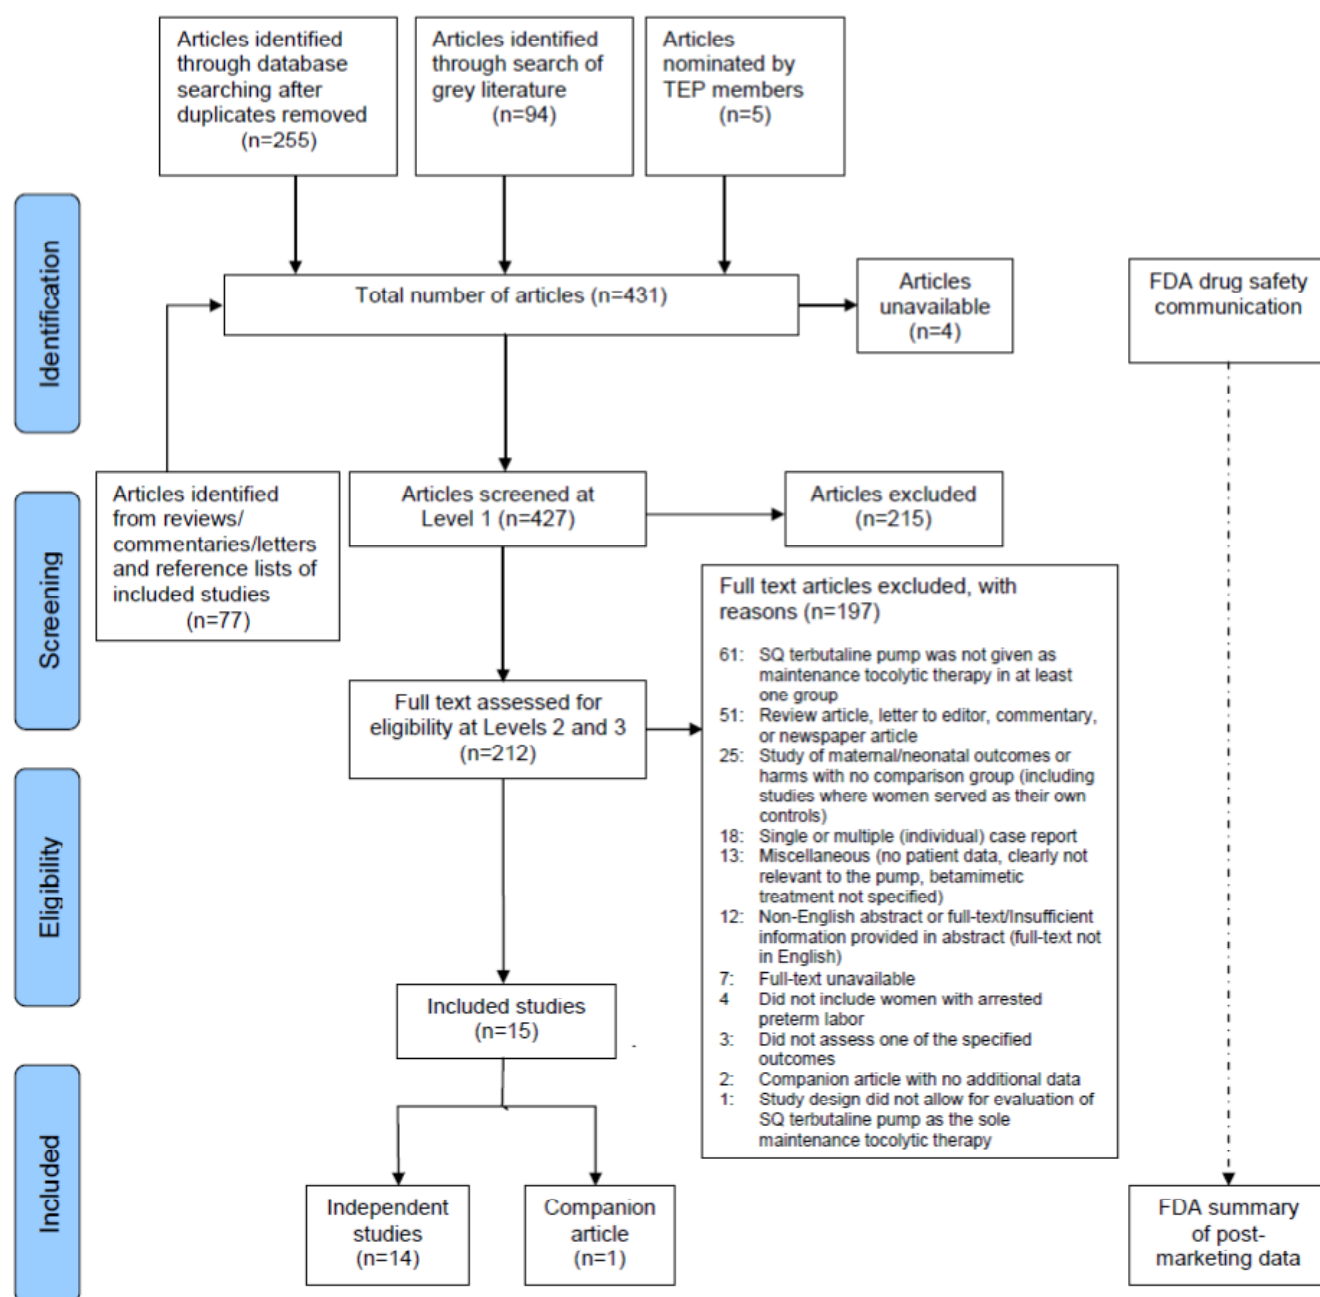 Articles identified
through database
searching after
duplicates removed
(n=255)
Articles identified
through search of
grey literature
(n=94)
Articles
nominated by
TEP members
(n=5)
Identification
Total number of articles (n=431)
Articles
unavailable
(n=4)
FDA drug safety
communication
Screening
Articles identified
from reviews/
commentaries/letters
and reference lists of
included studies
(n=77)
Articles screened at
Level 1 (n=427)
Articles excluded
(n=215)
Full text assessed for
eligibility at Levels 2 and 3
(n=212)
Full text articles excluded, with
reasons (n=197)
61: SQ terbutaline pump was not given as
maintenance tocolytic therapy in at least
one group
51: Review article, letter to editor, commentary,
or newspaper article
25: Study of maternal/neonatal outcomes or
harms with no comparison group (including
studies where women served as their own
controls)
18: Single or multiple (individual) case report
13: Miscellaneous (no patient data, clearly not
relevant to the pump, betamimetic
treatment not specified)
12: Non-English abstract or full-text/Insufficient
information provided in abstract (full-text not
in English)
7: Full-text unavailable
4 Did not include women with arrested
preterm labor
3: Did not assess one of the specified
outcomes
2: Companion article with no additional data
1: Study design did not allow for evaluation of
SQ terbutaline pump as the sole
maintenance tocolytic therapy
Eligibility
Included studies
(n=15)
Included
Independent
studies
(n=14)
Companion
article
(n=1)
FDA summary
of post-
marketing data